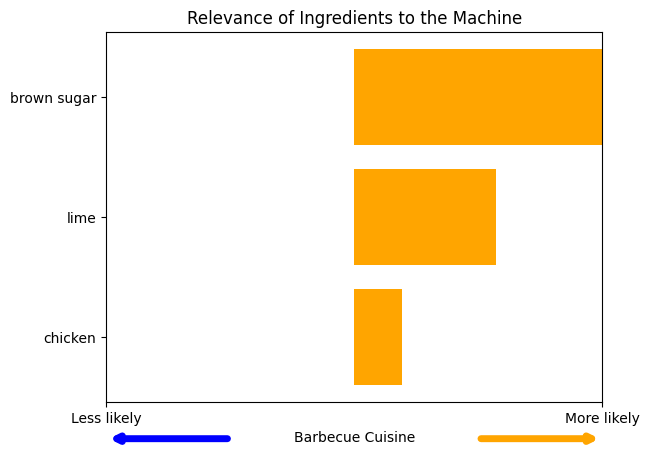 Relevance of Ingredients to the Machine
brown sugar
lime
chicken
Less likely More likely
Barbecue Cuisine